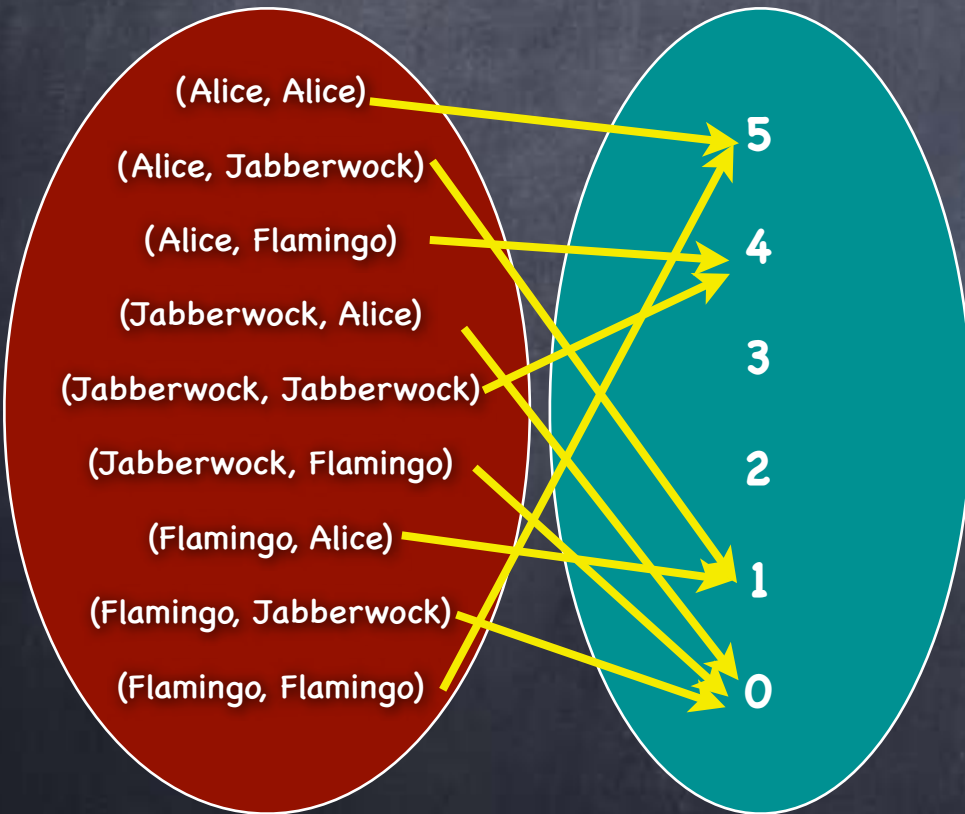 (Alice, Alice)
(Alice, Jabberwock)
(Alice, Flamingo)
(Jabberwock, Alice)
(Jabberwock, Jabberwock)
(Jabberwock, Flamingo)
(Flamingo, Alice)
(Flamingo, Jabberwock)
(Flamingo, Flamingo)
5
4
3
2
1
0